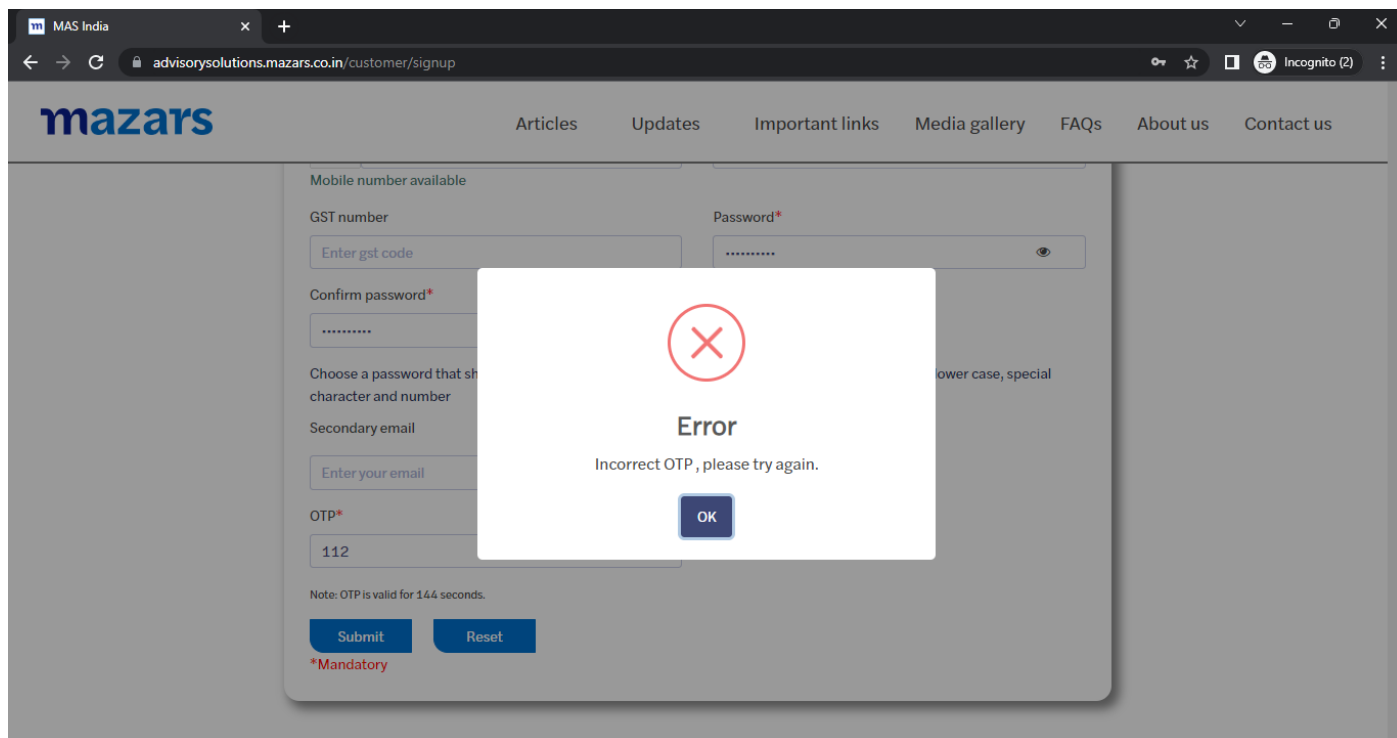 m MAS India
advisorysolutions.mazars.co.in/customer/signup
Incognito (2)
mazars
Articles Updates Important links Media gallery FAQs About us Contact us
Mobile number available
GST number Password*
Enter gst code ••••••••••
Confirm password*
••••••••••
Choose a password that sh lower case, special
character and number
Secondary email
Enter your email
OTP*
112
Note: OTP is valid for 144 seconds.
Submit Reset
*Mandatory
Error
Incorrect OTP , please try again.
OK